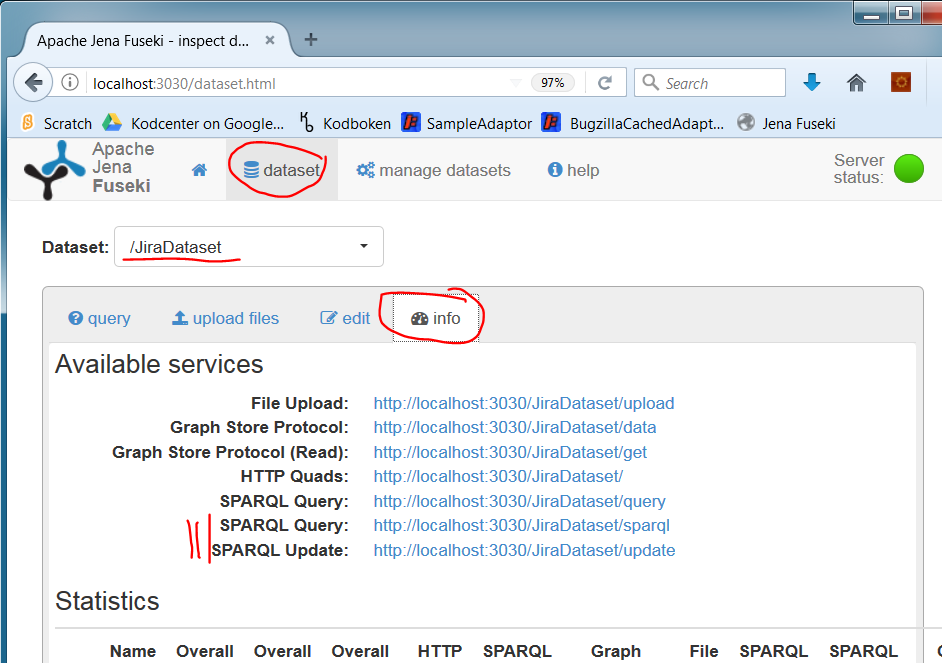 Apache Jena Fuseki - inspect d...
localhost:3030/dataset.html 97% Search
Scratch Kodcenter on Google... Kodboken SampleAdaptor BugzillaCachedAdapt... Jena Fuseki
Apache
Jena
Fuseki
dataset manage datasets help
Server
status:
Dataset: /JiraDataset
query upload files edit info
Available services
File Upload: http://localhost:3030/JiraDataset/upload
Graph Store Protocol: http://localhost:3030/JiraDataset/data
Graph Store Protocol (Read): http://localhost:3030/JiraDataset/get
HTTP Quads: http://localhost:3030/JiraDataset/
SPARQL Query: http://localhost:3030/JiraDataset/query
SPARQL Query: http://localhost:3030/JiraDataset/sparql
SPARQL Update: http://localhost:3030/JiraDataset/update
Statistics
Name Overall Overall Overall HTTP SPARQL Graph File SPARQL SPARQL